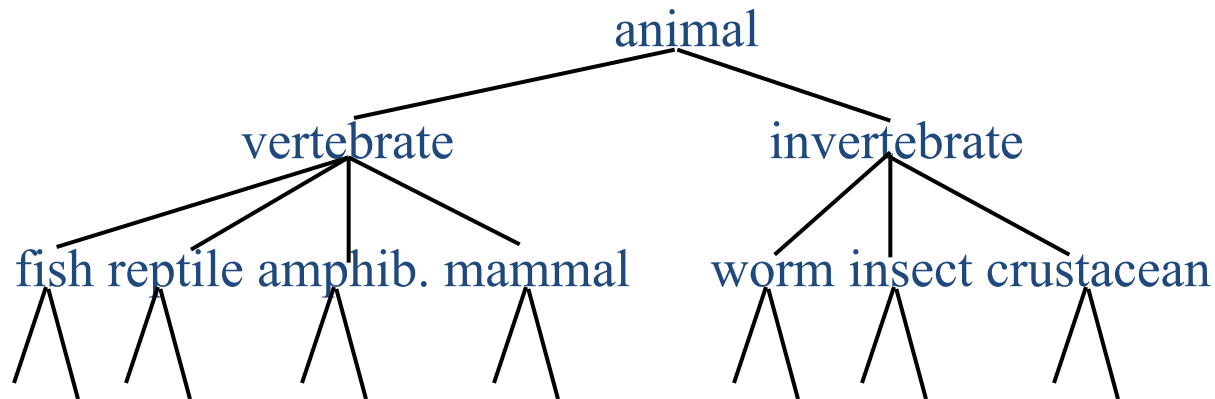 animal
vertebrate invertebrate
fish reptile amphib. mammal worm insect crustacean